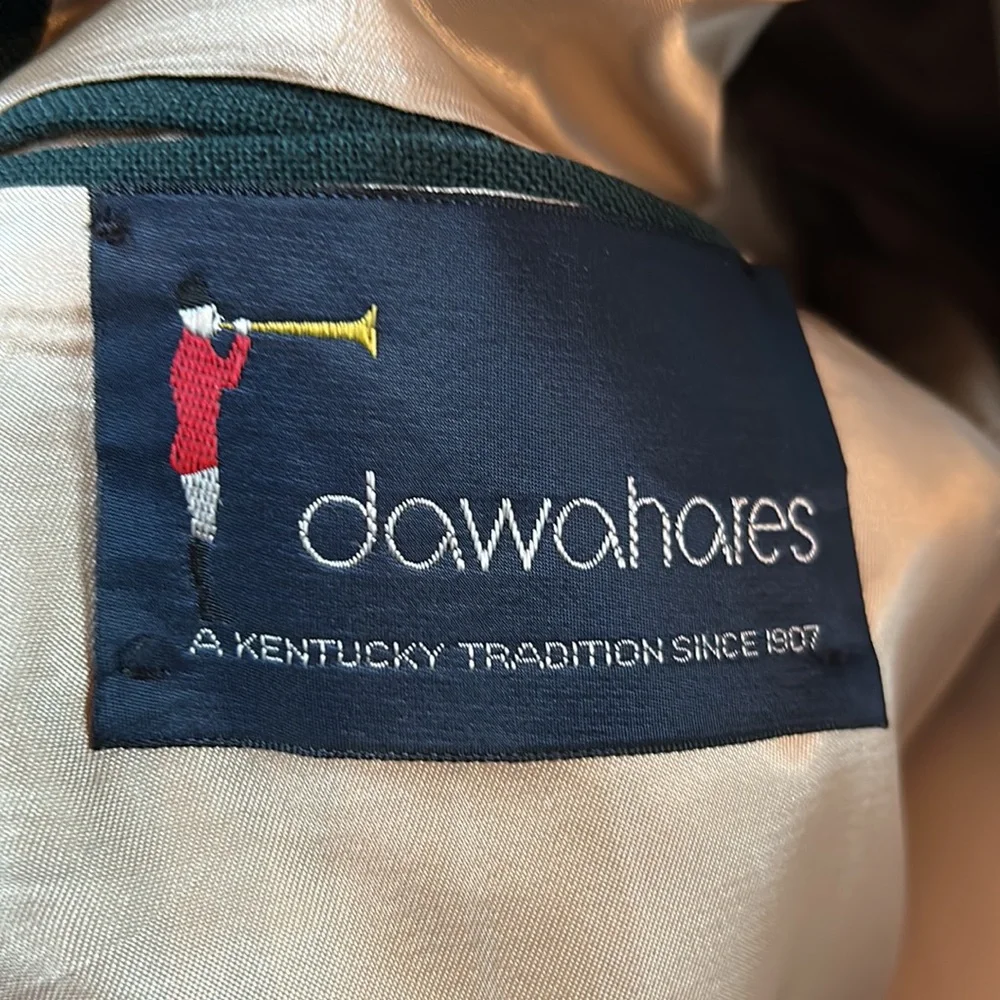 dawahares
A KENTUCKY TRADITION SINCE 1907